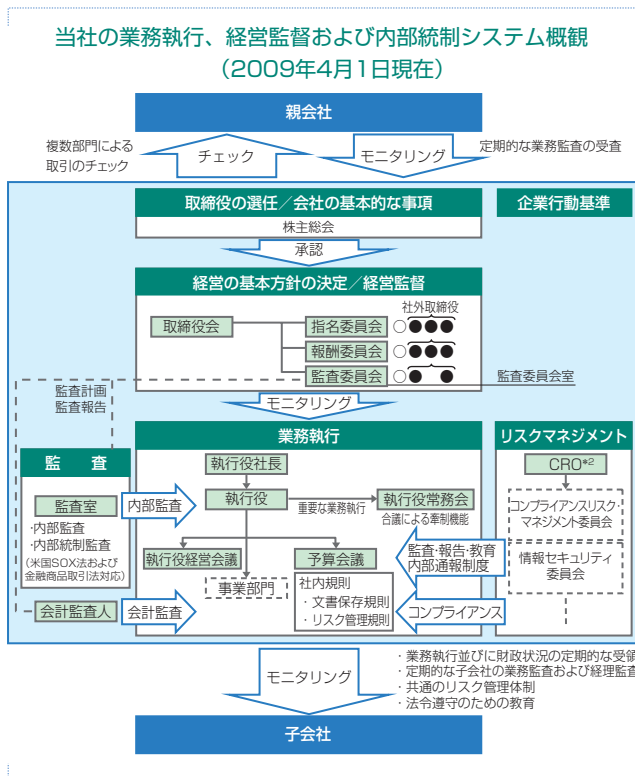 当社の業務執行、経営監督および内部統制システム概観
（2009年4月1日現在）
親会社
複数部門による
取引のチェック
チェック
モニタリング
定期的な業務監査の受査
取締役の選任／会社の基本的な事項
企業行動基準
株主総会
承認
経営の基本方針の決定／経営監督
社外取締役
取締役会
指名委員会
○●●●
報酬委員会
○●●●
監査委員会
○● ●
監査委員会室
監査計画
監査報告
モニタリング
業務執行
リスクマネジメント
監 査
監査室
・内部監査
・内部統制監査
（米国SOX法および
金融商品取引法対応）
会計監査人
内部監査
会計監査
執行役社長
執行役
重要な業務執行
執行役常務会
合議による牽制機能
執行役経営会議
予算会議
事業部門
社内規則
・文書保存規則
・リスク管理規則
監査・報告・教育
内部通報制度
コンプライアンス
CRO*2
コンプライアンスリスク・
マネジメント委員会
情報セキュリティ
委員会
モニタリング
・業務執行並びに財政状況の定期的な受領
・定期的な子会社の業務監査および経理監査
・共通のリスク管理体制
・法令遵守のための教育
子会社